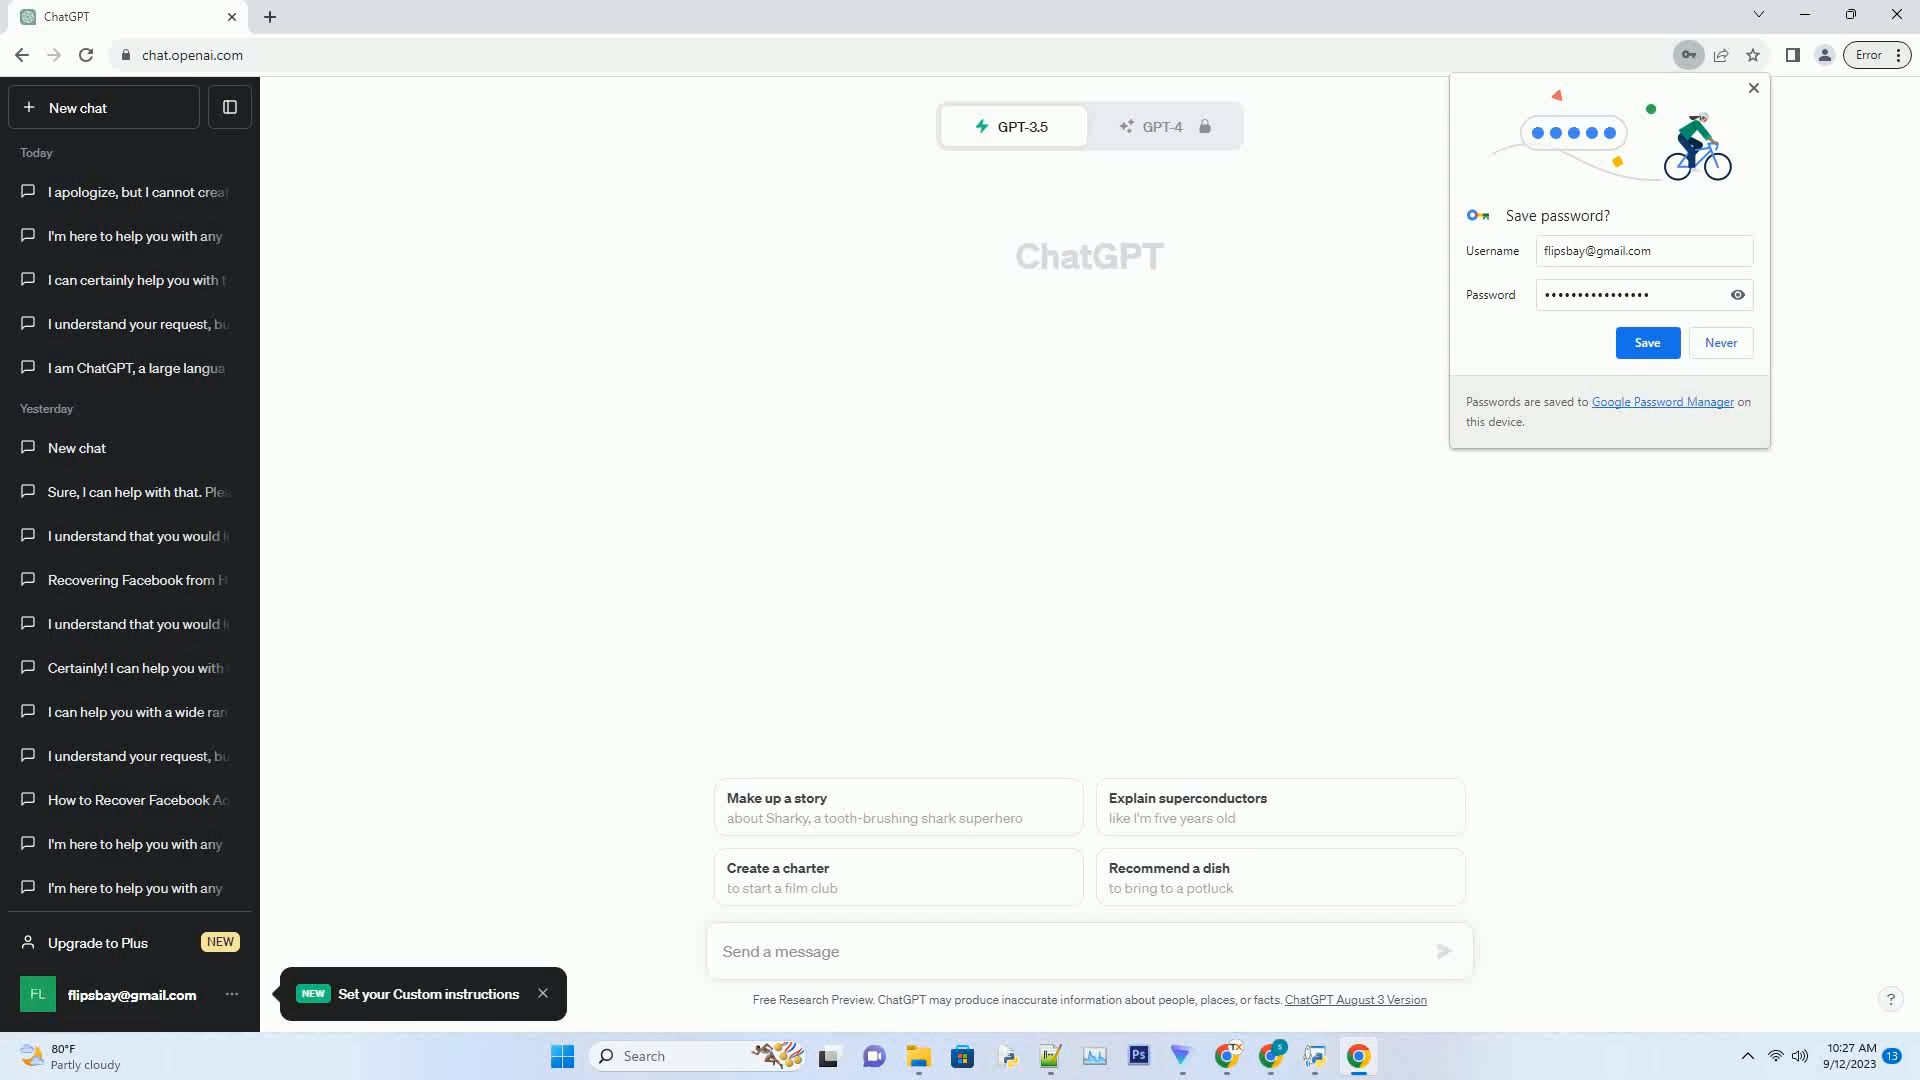 ChatGPT
chat.openai.com
Error
New chat
Today
I apologize, but I cannot creat
I'm here to help you with any
I can certainly help you with t
I understand your request, bu
I am ChatGPT, a large langua
Yesterday
New chat
Sure, I can help with that. Plea
I understand that you would l
Recovering Facebook from H
I understand that you would l
Certainly! I can help you with
I can help you with a wide ran
I understand your request, bu
How to Recover Facebook Ac
I'm here to help you with any
I'm here to help you with any
Upgrade to Plus NEW
FL flipsbay@gmail.com
NEW Set your Custom instructions
GPT-3.5
GPT-4
ChatGPT
Make up a story
about Sharky, a tooth-brushing shark superhero
Explain superconductors
like I'm five years old
Create a charter
to start a film club
Recommend a dish
to bring to a potluck
Send a message
Free Research Preview. ChatGPT may produce inaccurate information about people, places, or facts. ChatGPT August 3 Version
?
Save password?
Username flipsbay@gmail.com
Password ••••••••••••••••
Save Never
Passwords are saved to Google Password Manager on
this device.
80°F
Partly cloudy
Search
Ps
TX
S
10:27 AM
9/12/2023
13